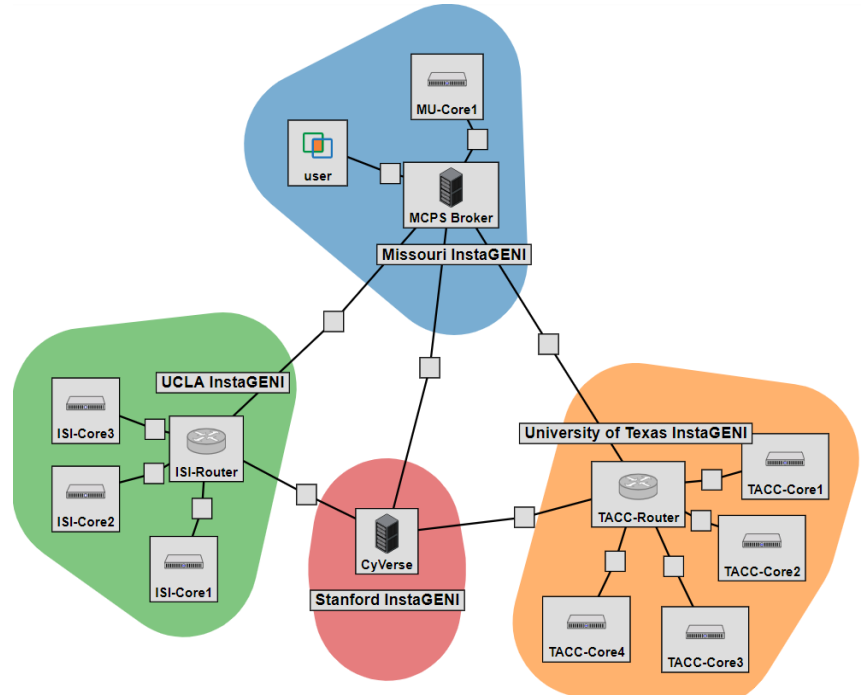 MU-Core1
user
MCPS Broker
Missouri InstaGENI
UCLA InstaGENI
ISI-Core3
ISI-Router
ISI-Core2
ISI-Core1
University of Texas InstaGENI
TACC-Core1
TACC-Router
TACC-Core2
CyVerse
Stanford InstaGENI
TACC-Core4
TACC-Core3